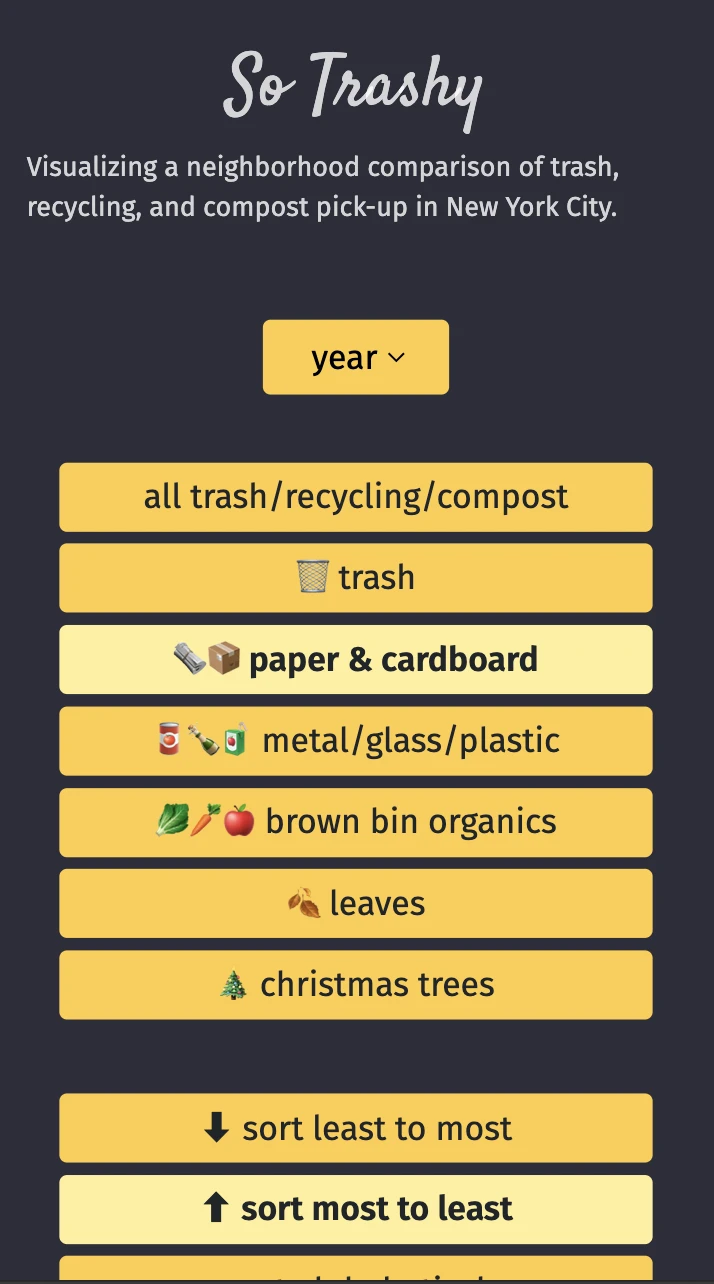 So Trashy
Visualizing a neighborhood comparison of trash,
recycling, and compost pick-up in New York City.
year
all trash/recycling/compost
trash
paper & cardboard
metal/glass/plastic
brown bin organics
leaves
christmas trees
sort least to most
sort most to least